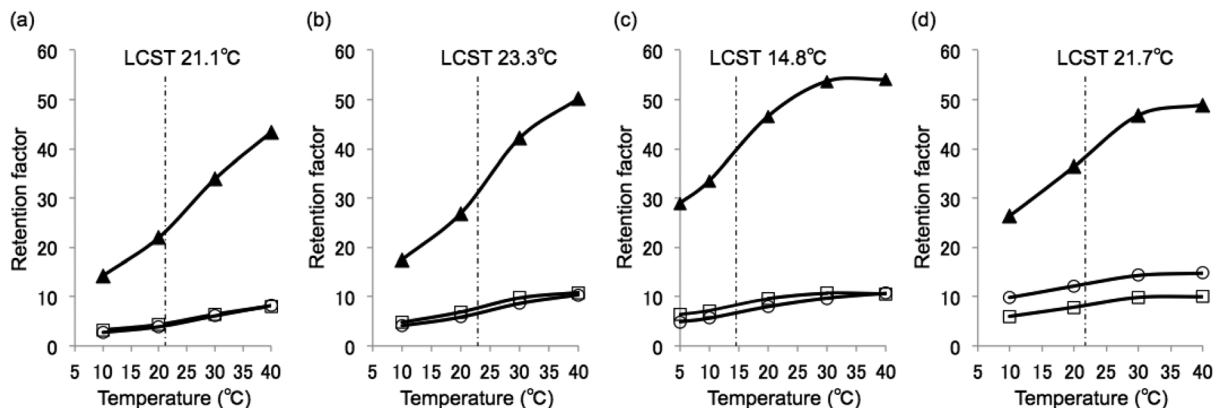 (a)
LCST 21.1℃
60
50
40
30
20
10
0
Retention factor
5 10 15 20 25 30 35 40
Temperature (℃)
(b)
LCST 23.3℃
60
50
40
30
20
10
0
Retention factor
5 10 15 20 25 30 35 40
Temperature (℃)
(c)
LCST 14.8℃
60
50
40
30
20
10
0
Retention factor
5 10 15 20 25 30 35 40
Temperature (℃)
(d)
LCST 21.7℃
60
50
40
30
20
10
0
Retention factor
5 10 15 20 25 30 35 40
Temperature (℃)